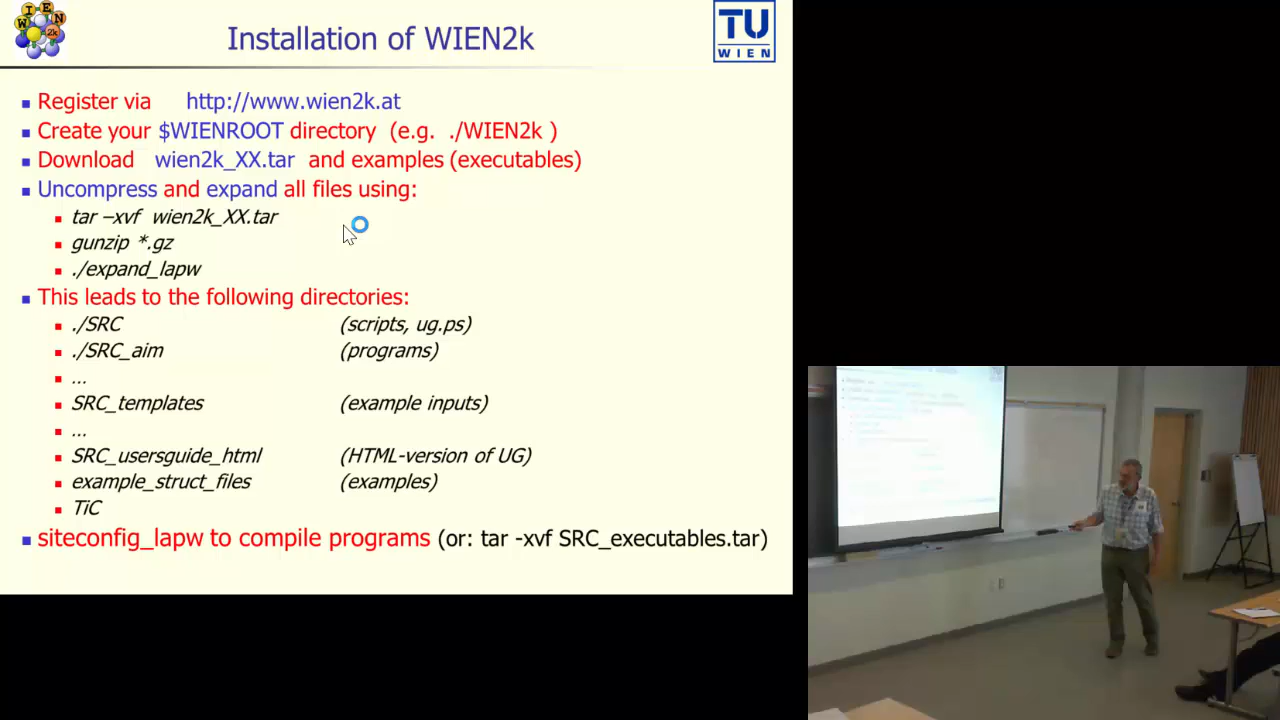 W I E N 2k
Installation of WIEN2k
TU
WIEN
Register via http://www.wien2k.at
Create your $WIENROOT directory (e.g. ./WIEN2k )
Download wien2k_XX.tar and examples (executables)
Uncompress and expand all files using:
tar –xvf wien2k_XX.tar
gunzip *.gz
./expand_lapw
This leads to the following directories:
./SRC (scripts, ug.ps)
./SRC_aim (programs)
…
SRC_templates (example inputs)
…
SRC_usersguide_html (HTML-version of UG)
example_struct_files (examples)
TiC
siteconfig_lapw to compile programs (or: tar -xvf SRC_executables.tar)